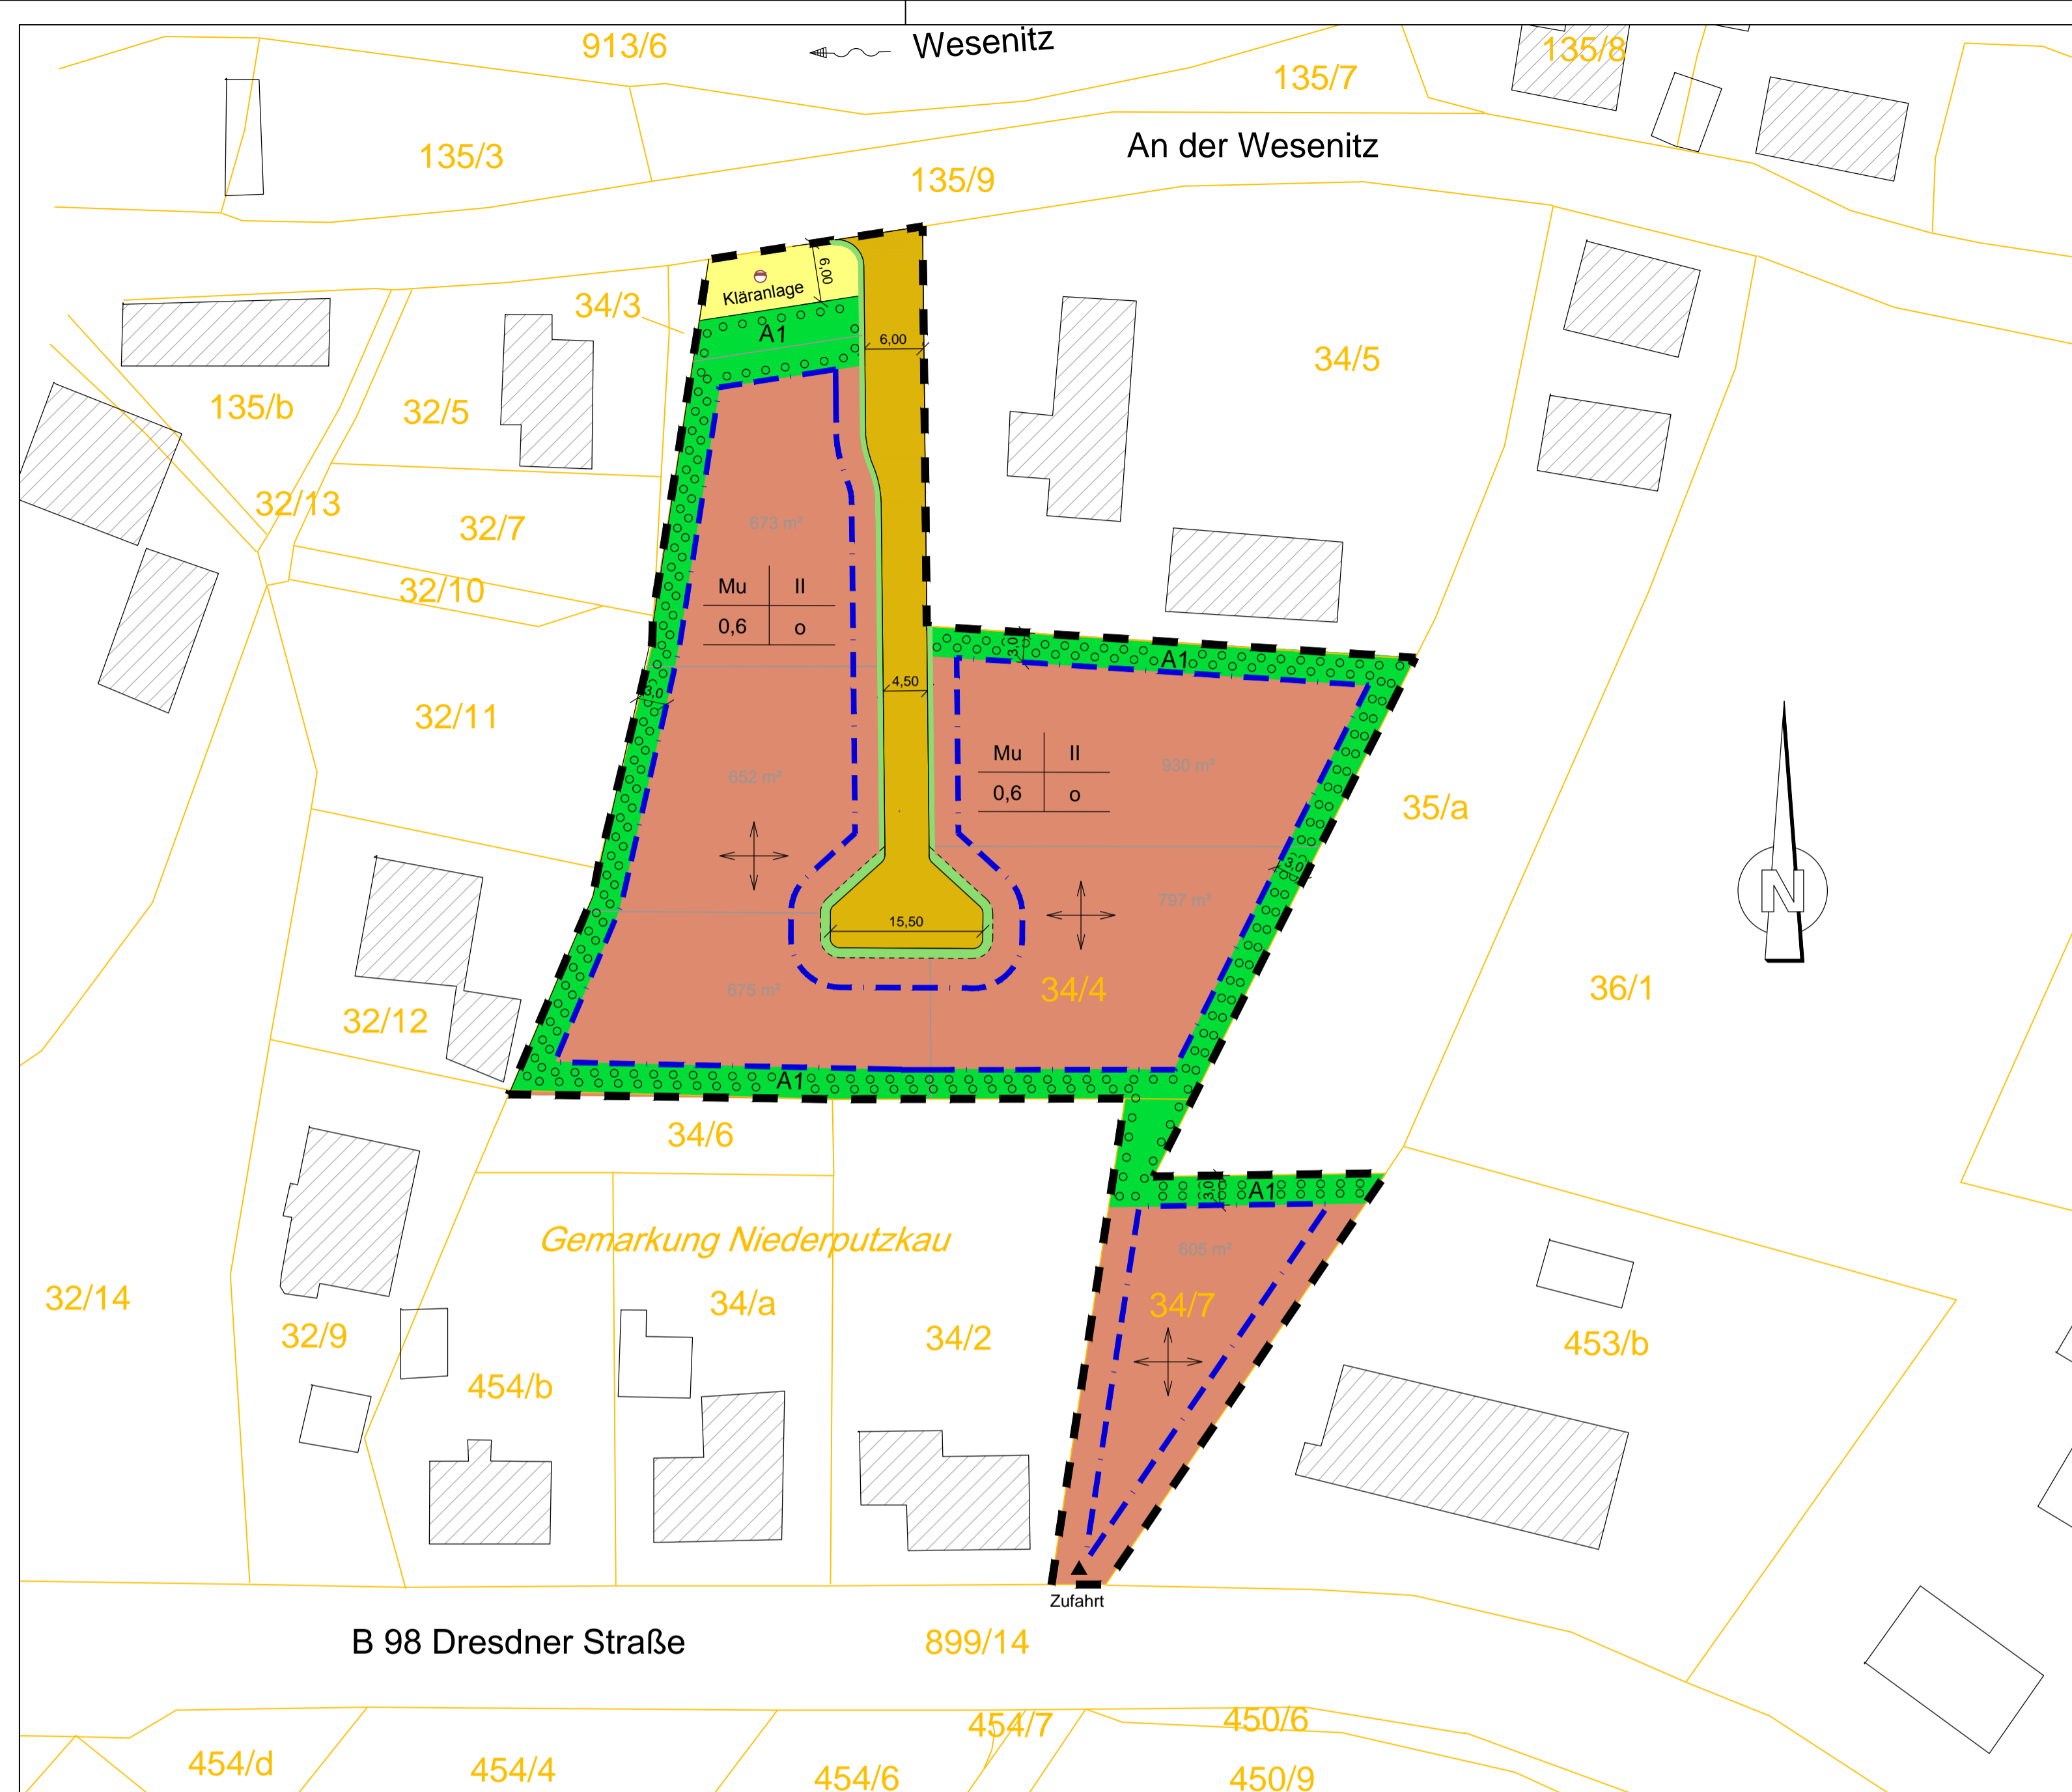 913/6
Wesenitz
135/8
135/7
An der Wesenitz
135/3
135/9
6,00
Kläranlage
34/3
A1
6,00
34/5
135/b
32/5
32/13
32/7
673 m²
32/10
Mu II
0,6 o
3,0
A1
3,0
4,50
32/11
Mu II
0,6 o
930 m²
652 m²
35/a
3,0
797 m²
15,50
675 m²
34/4
36/1
N
32/12
A1
34/6
3,0
A1
Gemarkung Niederputzkau
605 m²
32/14
34/a
34/7
32/9
34/2
453/b
454/b
Zufahrt
B 98 Dresdner Straße
899/14
454/7
450/6
454/d
454/4
454/6
450/9